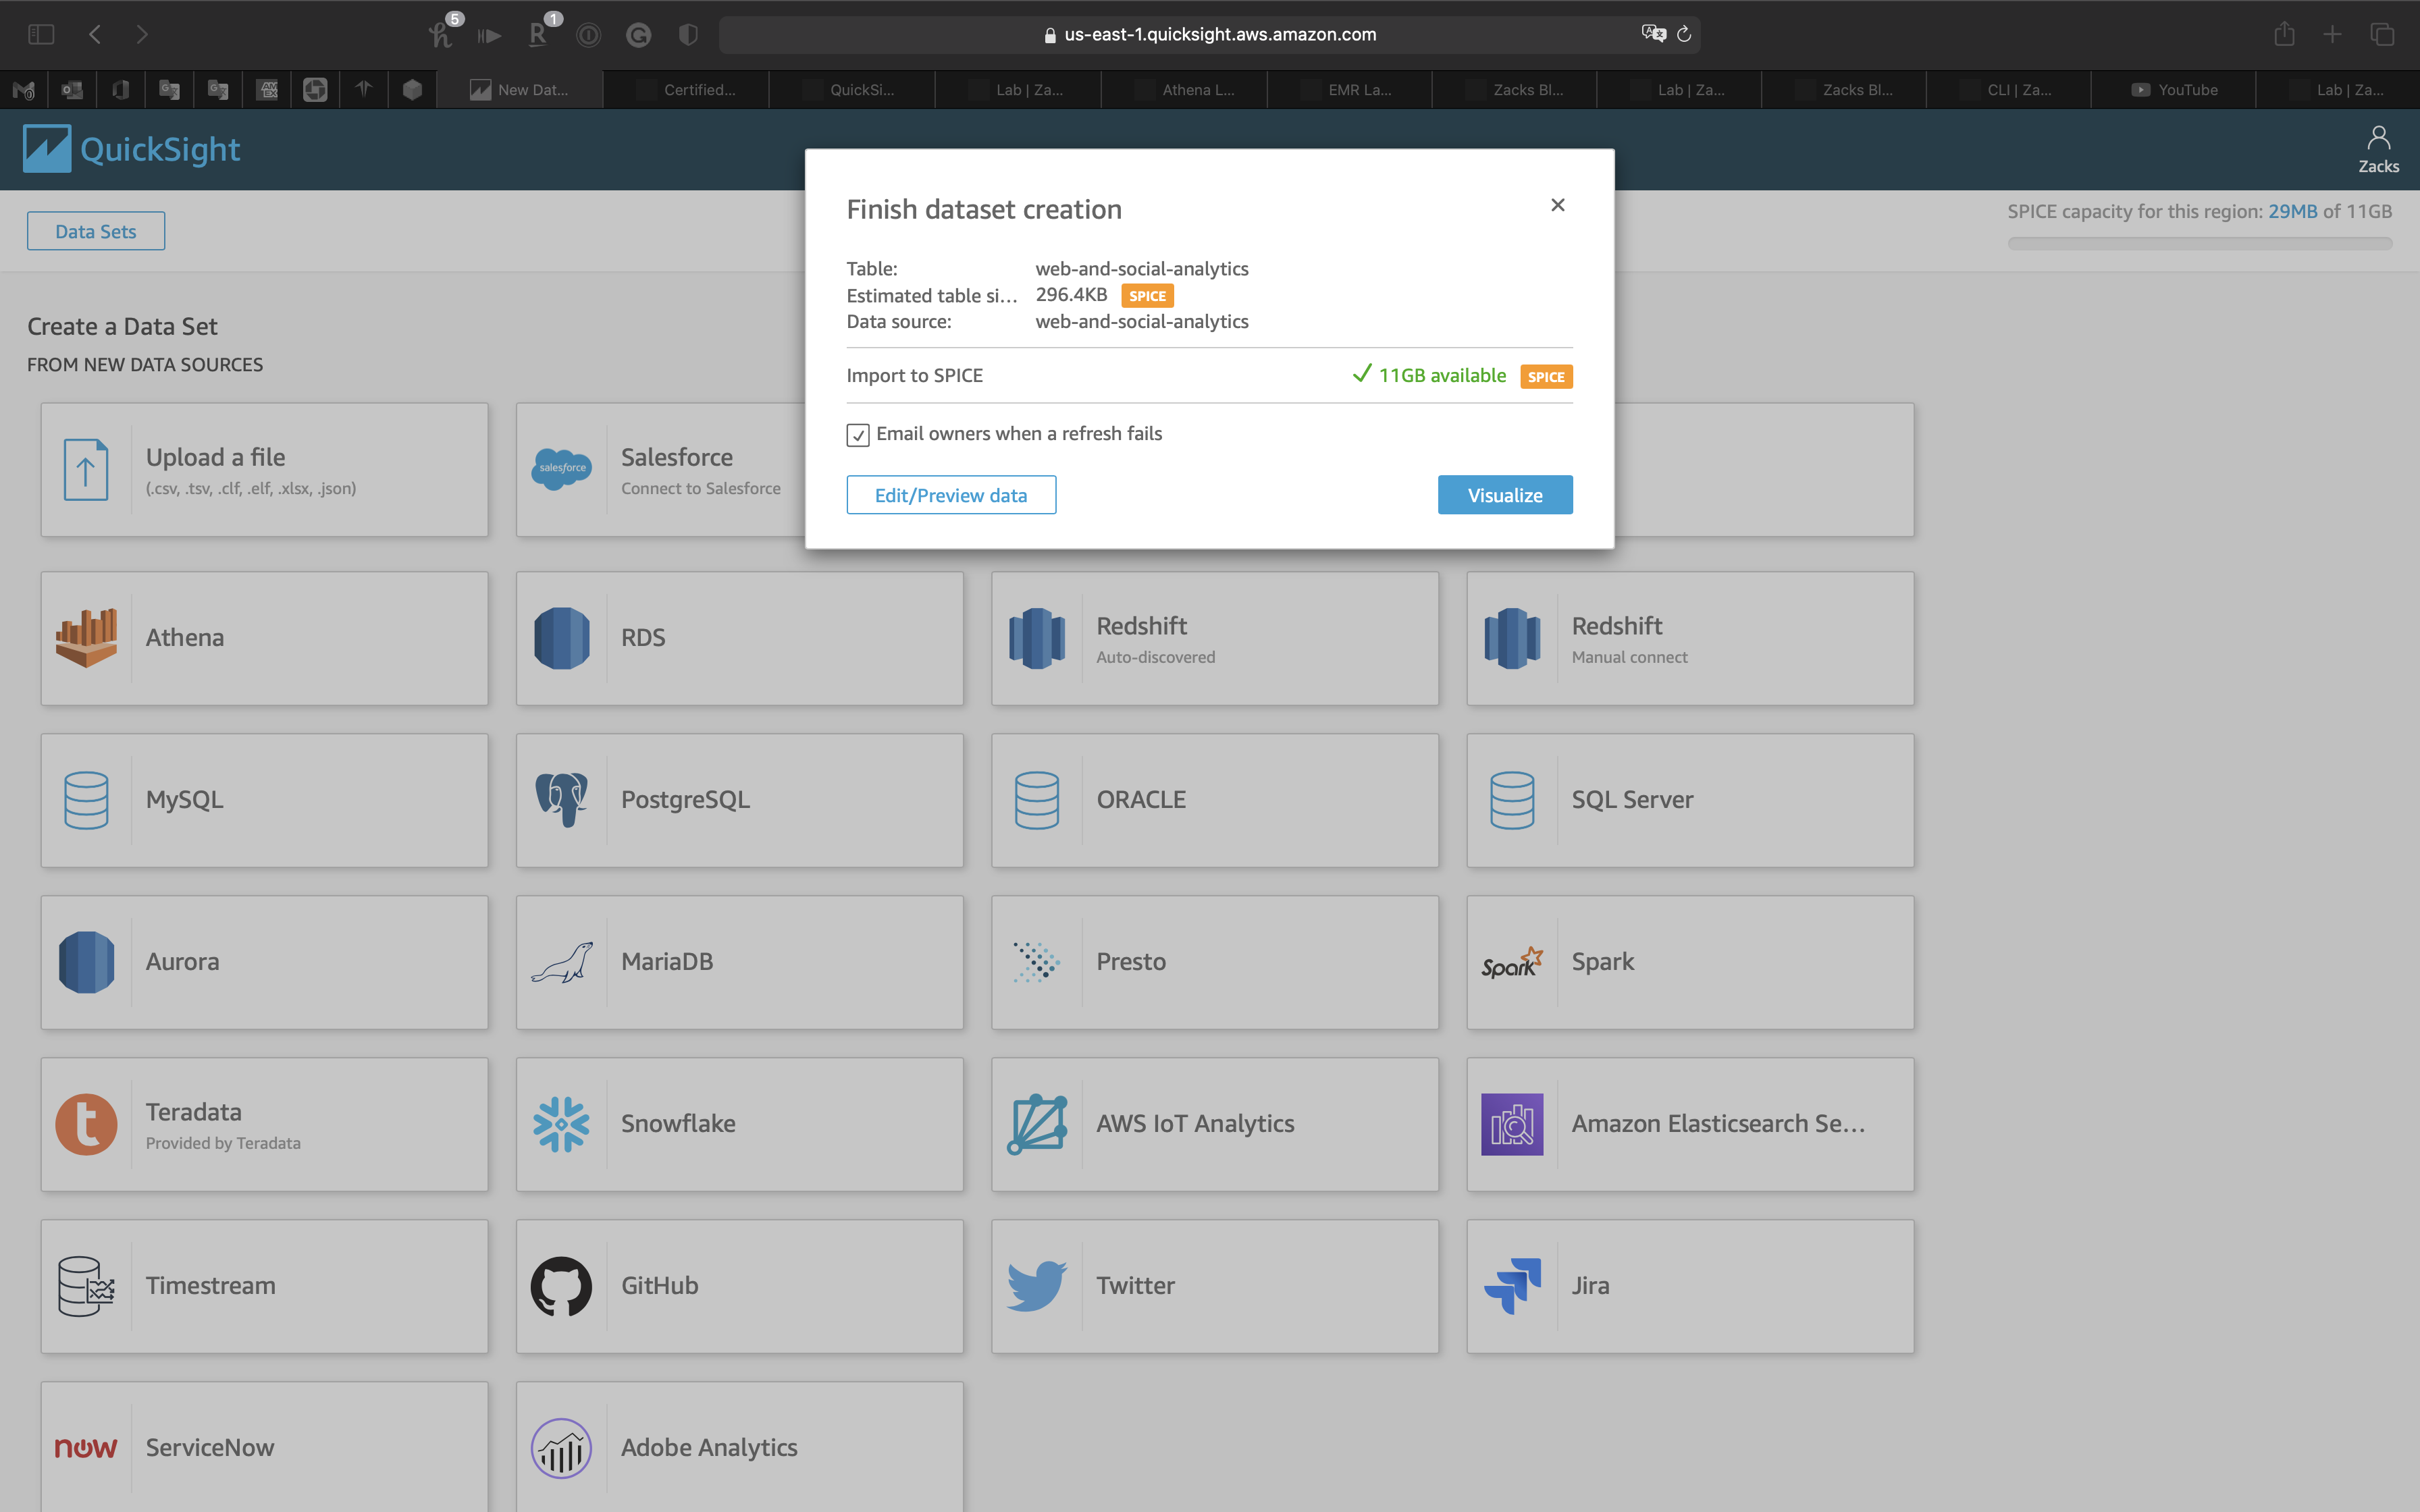 5
1
us-east-1.quicksight.aws.amazon.com
New Dat...
Certified...
QuickSi...
Lab | Za...
Athena L...
EMR La...
Zacks Bl...
Lab | Za...
Zacks Bl...
CLI | Za...
YouTube
Lab | Za...
QuickSight
Zacks
Data Sets
SPICE capacity for this region: 29MB of 11GB
Finish dataset creation
Table: web-and-social-analytics
Estimated table si... 296.4KB SPICE
Data source: web-and-social-analytics
Import to SPICE 11GB available SPICE
Email owners when a refresh fails
Edit/Preview data
Visualize
Create a Data Set
FROM NEW DATA SOURCES
Upload a file
(.csv, .tsv, .clf, .elf, .xlsx, .json)
salesforce
Salesforce
Connect to Salesforce
Athena
RDS
Redshift
Auto-discovered
Redshift
Manual connect
MySQL
PostgreSQL
ORACLE
SQL Server
Aurora
MariaDB
Presto
Spark
Spark
t
Teradata
Provided by Teradata
Snowflake
AWS IoT Analytics
Amazon Elasticsearch Se...
Timestream
GitHub
Twitter
Jira
now
ServiceNow
Adobe Analytics